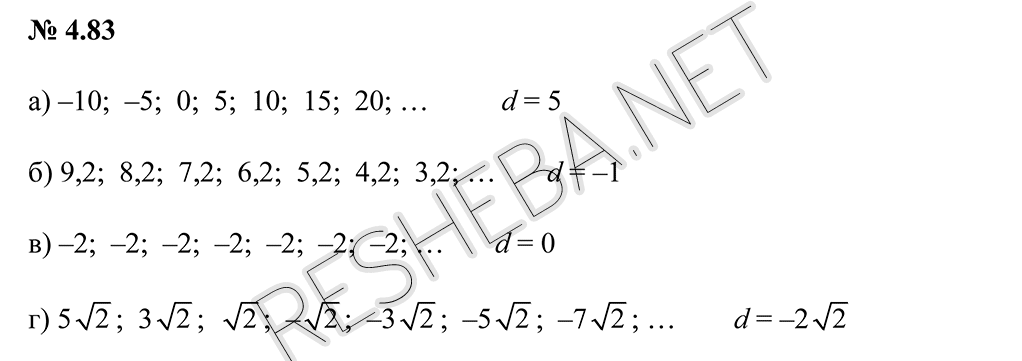 № 4.83
а) –10; –5; 0; 5; 10; 15; 20; … d = 5
б) 9,2; 8,2; 7,2; 6,2; 5,2; 4,2; 3,2; … d = –1
в) –2; –2; –2; –2; –2; –2; –2; … d = 0
г) 5√2; 3√2; √2; –√2; –3√2; –5√2; –7√2; … d = –2√2
RESHEBA.NET